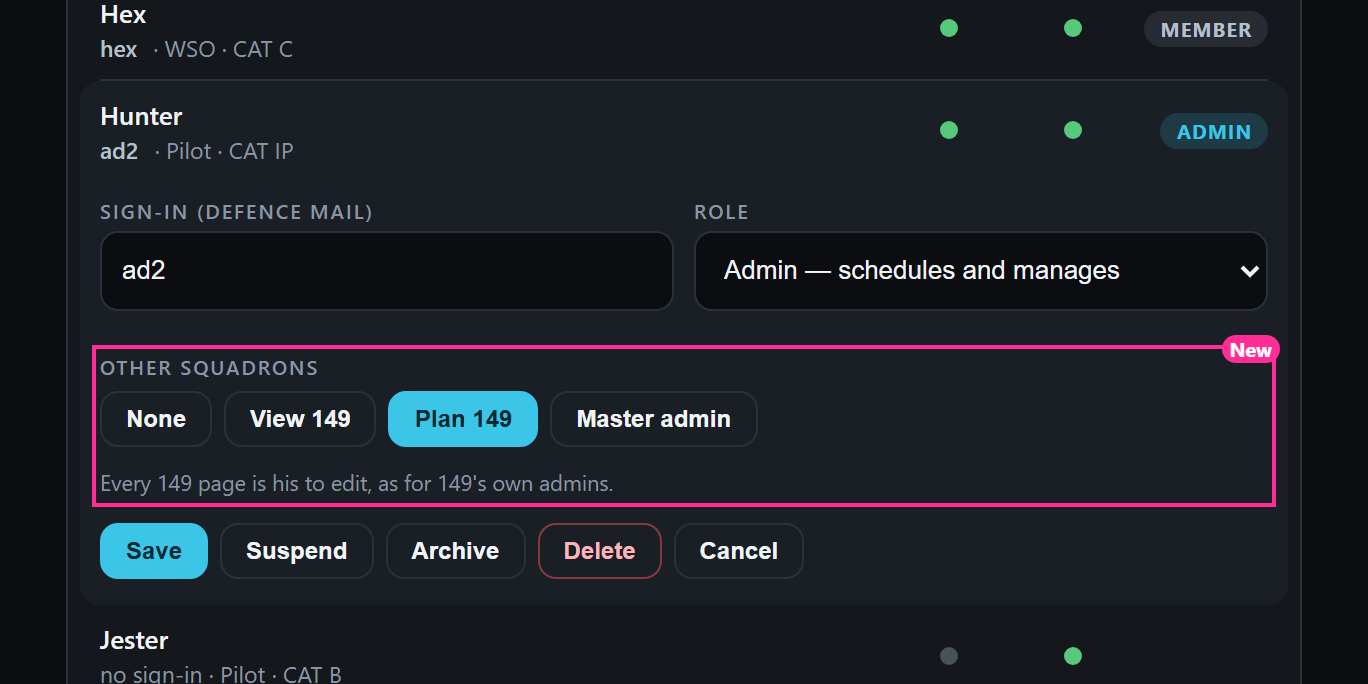 Hex
hex · WSO · CAT C
MEMBER
Hunter
ad2 · Pilot · CAT IP
ADMIN
SIGN-IN (DEFENCE MAIL)
ROLE
ad2
Admin — schedules and manages
New
OTHER SQUADRONS
None
View 149
Plan 149
Master admin
Every 149 page is his to edit, as for 149's own admins.
Save
Suspend
Archive
Delete
Cancel
Jester
no sign-in · Pilot · CAT B